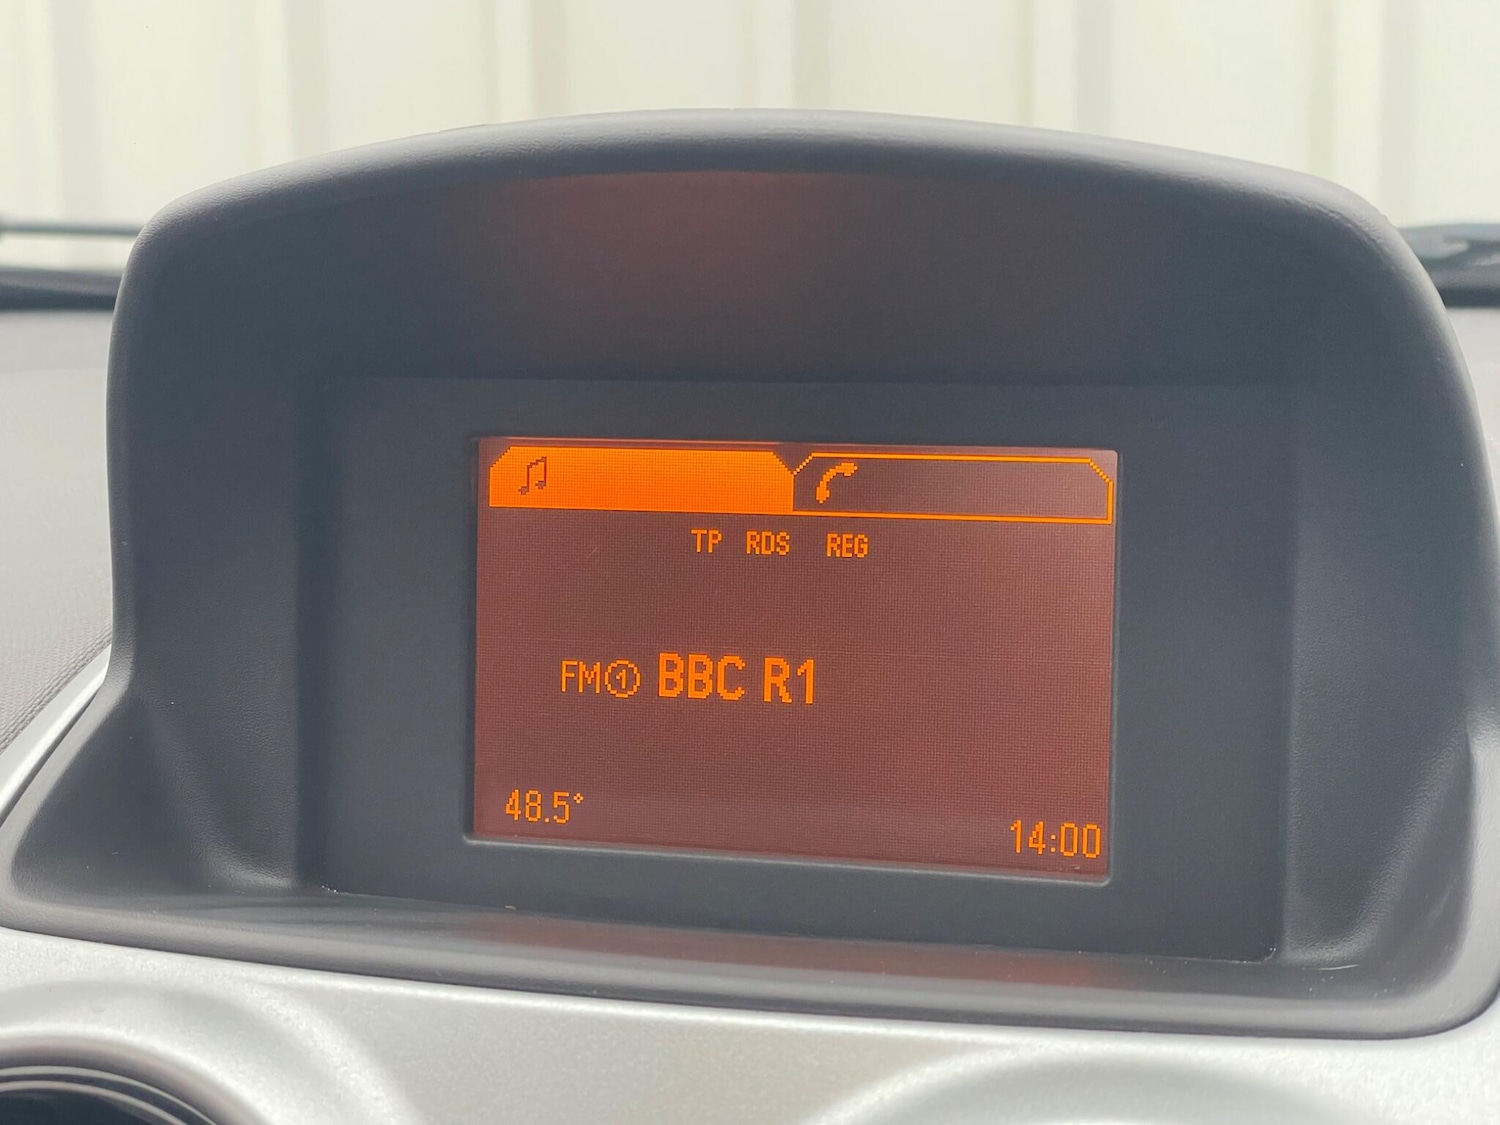 TP RDS REG
FM① BBC R1
48.5°
14:00